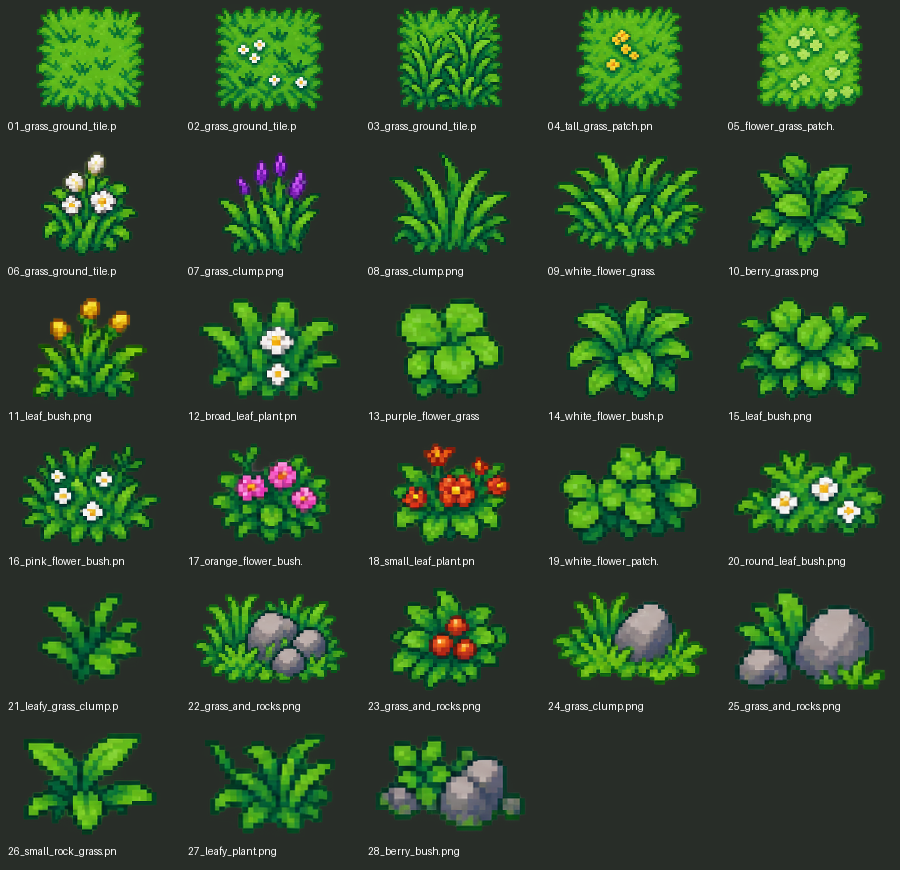 01_grass_ground_tile.p
02_grass_ground_tile.p
03_grass_ground_tile.p
04_tall_grass_patch.pn
05_flower_grass_patch.
06_grass_ground_tile.p
07_grass_clump.png
08_grass_clump.png
09_white_flower_grass.
10_berry_grass.png
11_leaf_bush.png
12_broad_leaf_plant.pn
13_purple_flower_grass
14_white_flower_bush.p
15_leaf_bush.png
16_pink_flower_bush.pn
17_orange_flower_bush.
18_small_leaf_plant.pn
19_white_flower_patch.
20_round_leaf_bush.png
21_leafy_grass_clump.p
22_grass_and_rocks.png
23_grass_and_rocks.png
24_grass_clump.png
25_grass_and_rocks.png
26_small_rock_grass.pn
27_leafy_plant.png
28_berry_bush.png